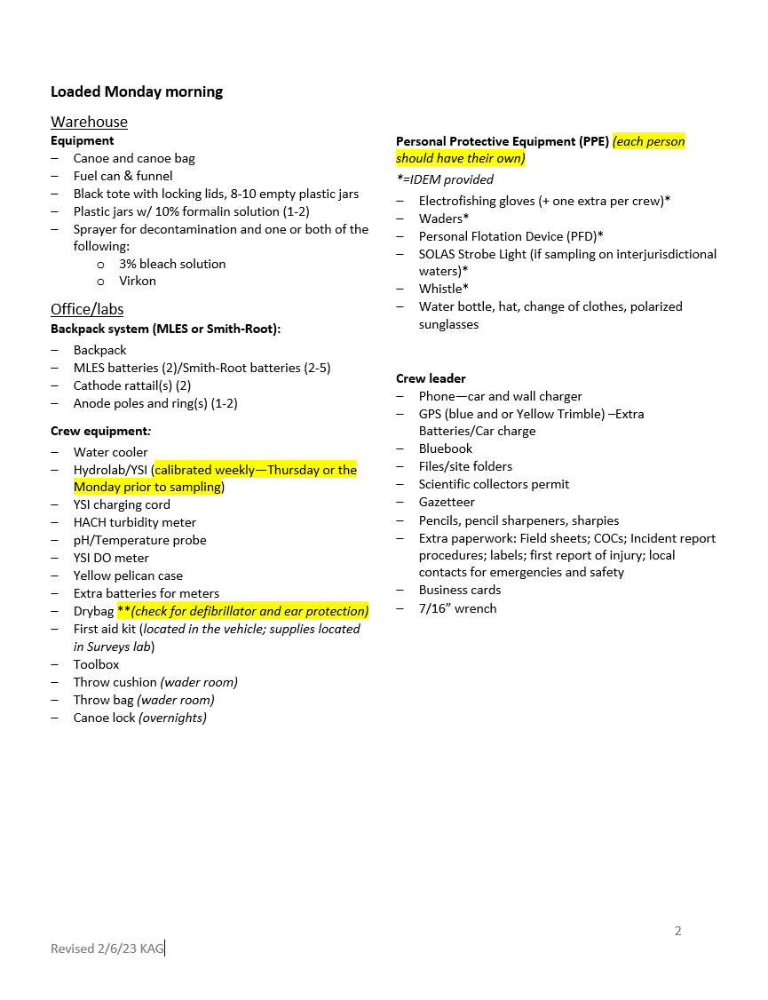 Loaded Monday morning
Warehouse
Equipment
– Canoe and canoe bag
– Fuel can & funnel
– Black tote with locking lids, 8-10 empty plastic jars
– Plastic jars w/ 10% formalin solution (1-2)
– Sprayer for decontamination and one or both of the
following:
o 3% bleach solution
o Virkon
Office/labs
Backpack system (MLES or Smith-Root):
– Backpack
– MLES batteries (2)/Smith-Root batteries (2-5)
– Cathode rattail(s) (2)
– Anode poles and ring(s) (1-2)
Crew equipment:
– Water cooler
– Hydrolab/YSI (calibrated weekly—Thursday or the
Monday prior to sampling)
– YSI charging cord
– HACH turbidity meter
– pH/Temperature probe
– YSI DO meter
– Yellow pelican case
– Extra batteries for meters
– Drybag **(check for defibrillator and ear protection)
– First aid kit (located in the vehicle; supplies located
in Surveys lab)
– Toolbox
– Throw cushion (wader room)
– Throw bag (wader room)
– Canoe lock (overnights)
Personal Protective Equipment (PPE) (each person
should have their own)
*=IDEM provided
– Electrofishing gloves (+ one extra per crew)*
– Waders*
– Personal Flotation Device (PFD)*
– SOLAS Strobe Light (if sampling on interjurisdictional
waters)*
– Whistle*
– Water bottle, hat, change of clothes, polarized
sunglasses
Crew leader
– Phone—car and wall charger
– GPS (blue and or Yellow Trimble) –Extra
Batteries/Car charge
– Bluebook
– Files/site folders
– Scientific collectors permit
– Gazetteer
– Pencils, pencil sharpeners, sharpies
– Extra paperwork: Field sheets; COCs; Incident report
procedures; labels; first report of injury; local
contacts for emergencies and safety
– Business cards
– 7/16” wrench
2
Revised 2/6/23 KAG